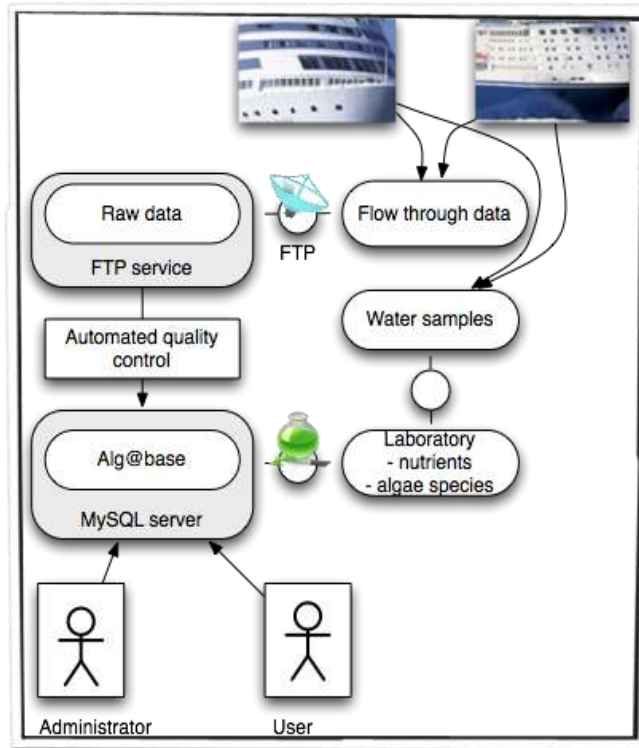 Raw data
FTP service
FTP
Flow through data
Automated quality
control
Water samples
Alg@base
MySQL server
Laboratory
- nutrients
- algae species
Administrator
User